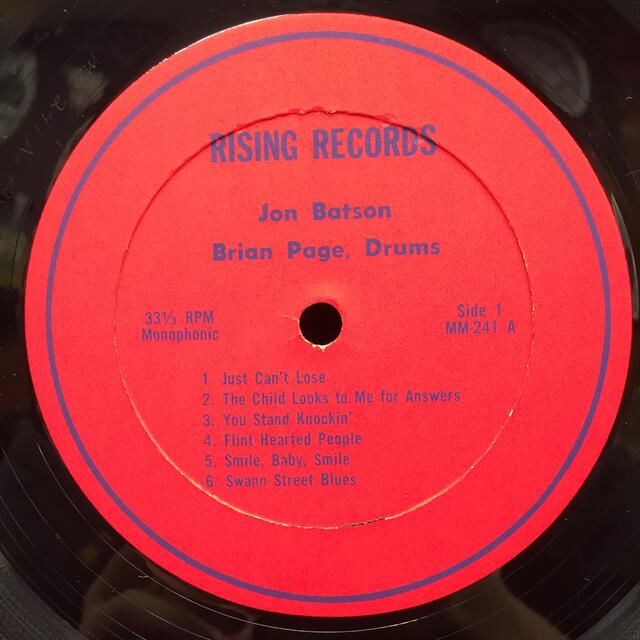 RISING RECORDS
Jon Batson
Brian Page, Drums
33⅓ RPM
Monophonic
Side 1
MM-241 A
1. Just Can't Lose
2. The Child Looks to Me for Answers
3. You Stand Knockin'
4. Flint Hearted People
5. Smile, Baby, Smile
6. Swann Street Blues